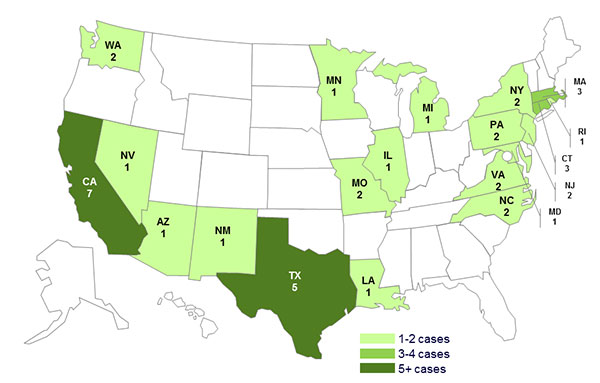 WA
2
MN
1
MI
1
NY
2
MA
3
PA
2
RI
1
NV
1
IL
1
CT
3
CA
7
MO
2
VA
2
NJ
2
NC
2
MD
1
AZ
1
NM
1
TX
5
LA
1
1-2 cases
3-4 cases
5+ cases